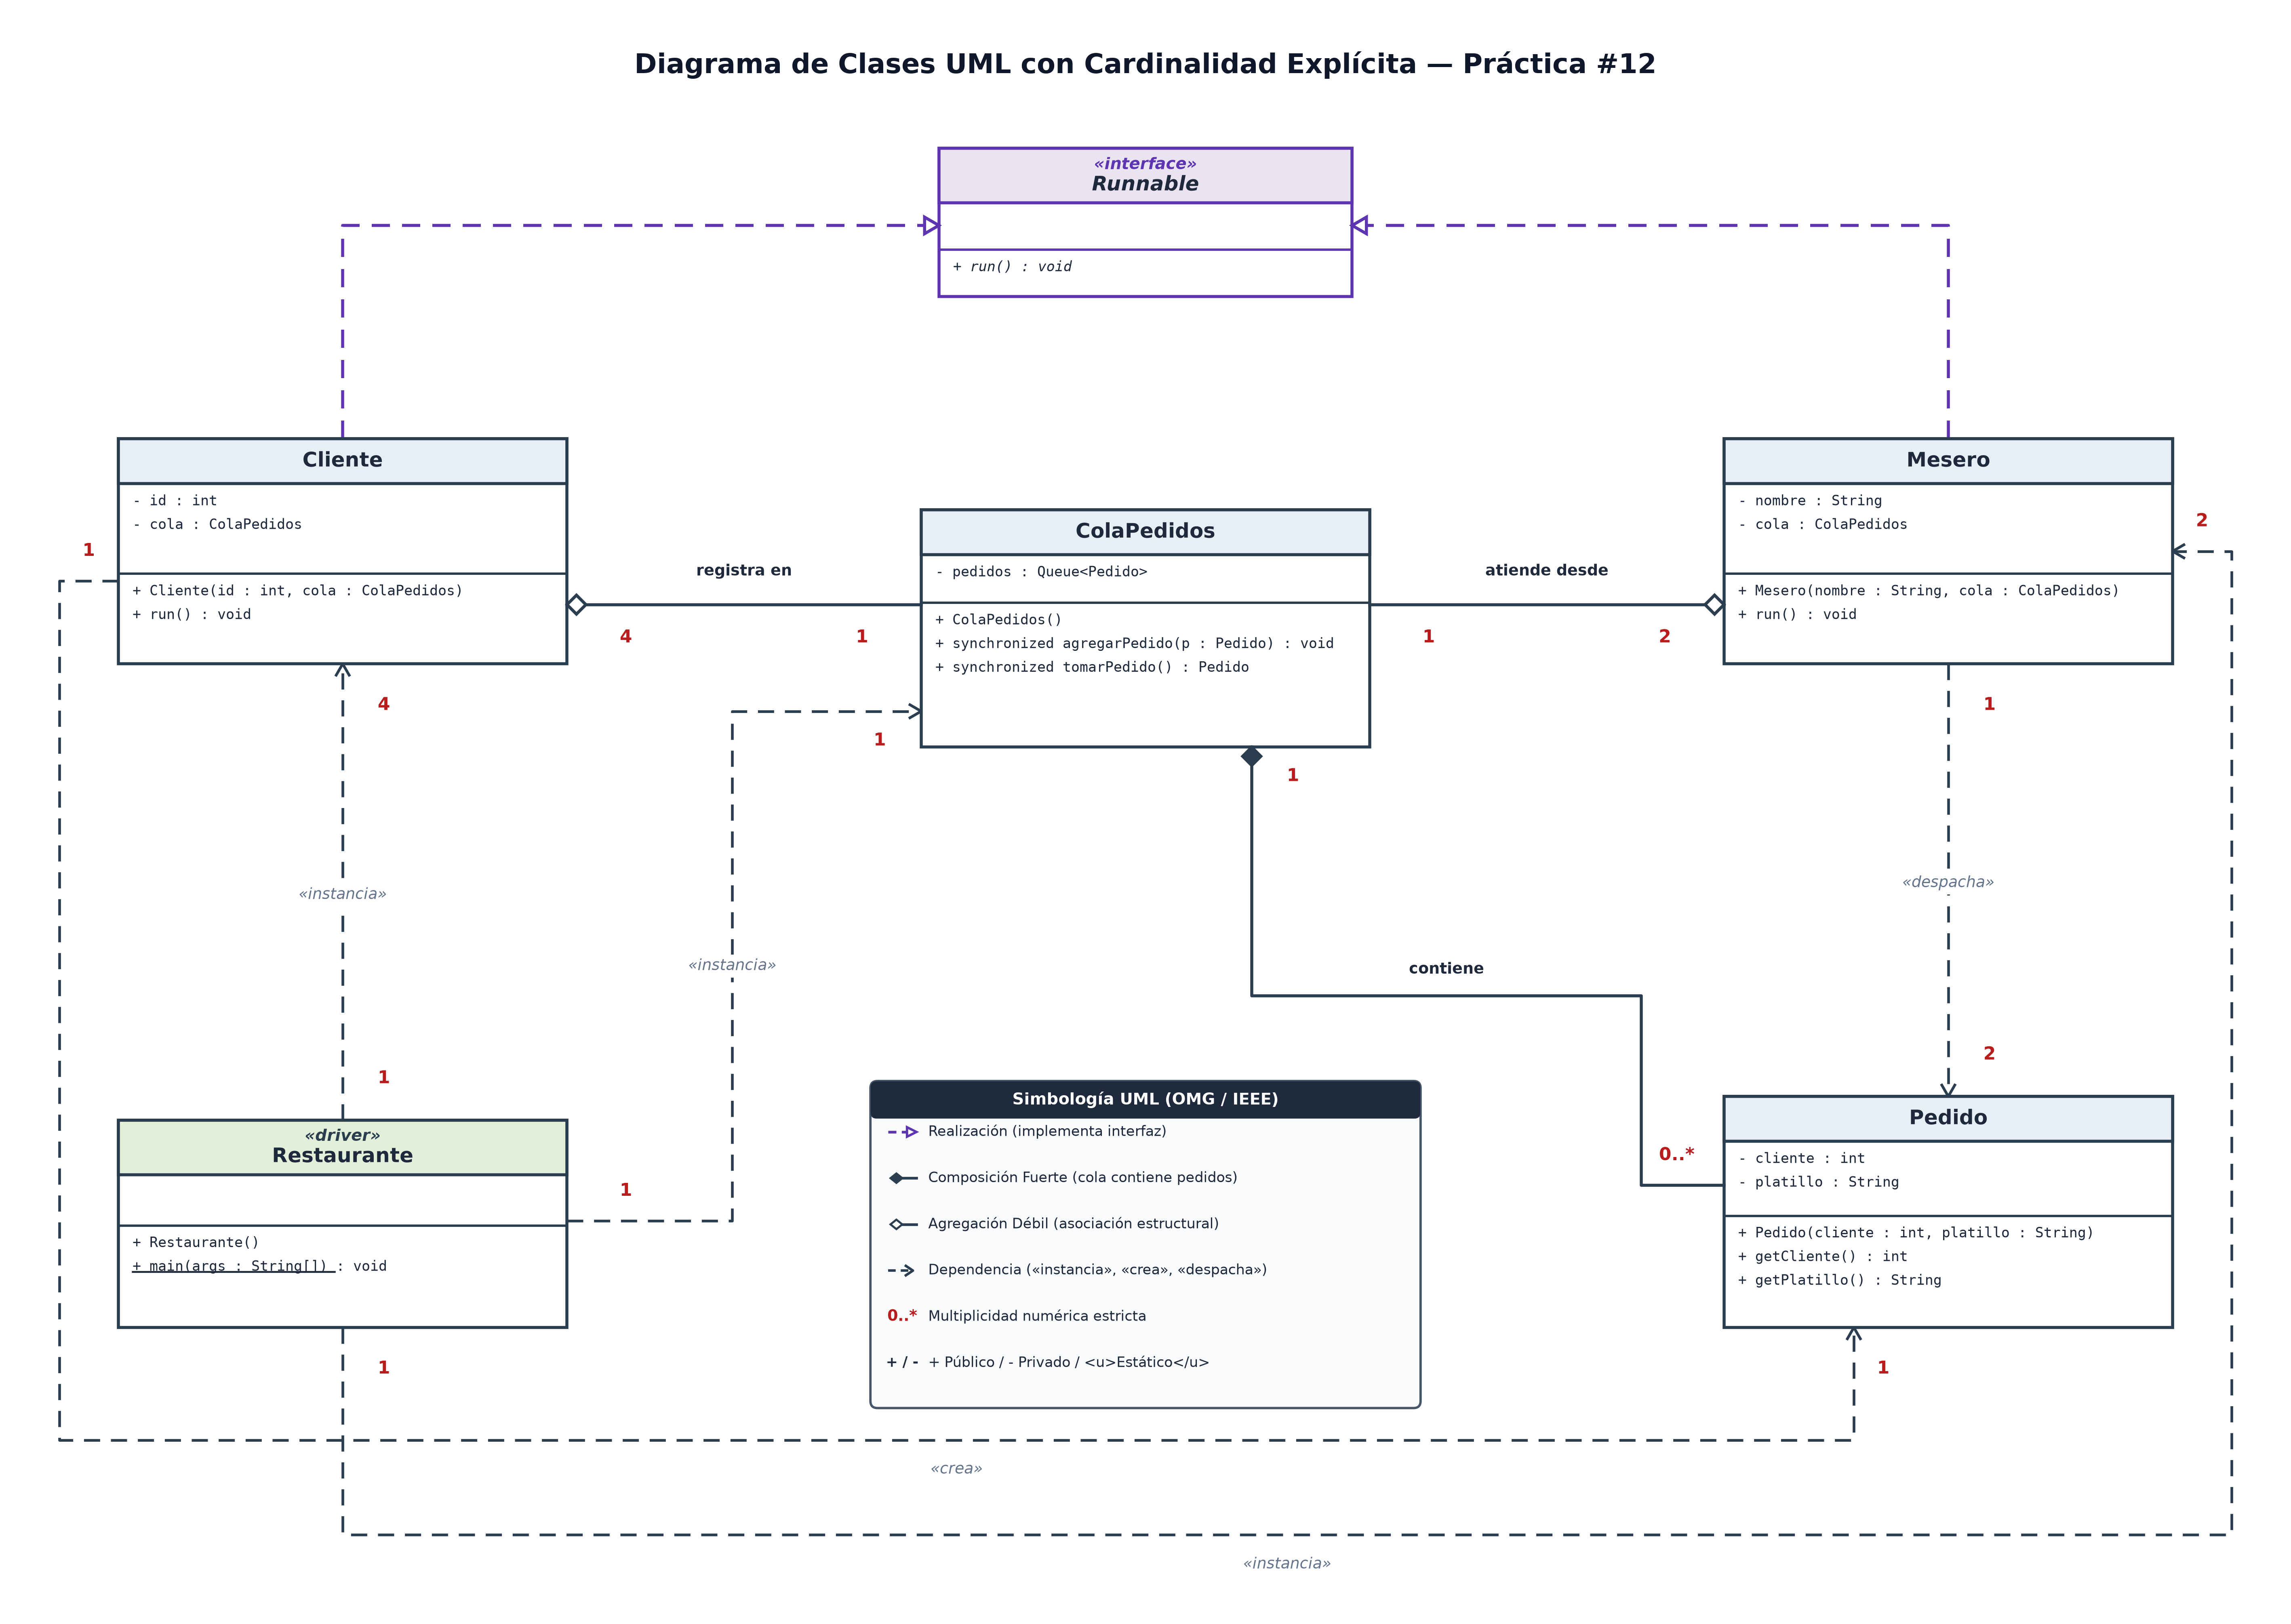 Diagrama de Clases UML con Cardinalidad Explícita — Práctica #12
«interface»
Runnable
+ run() : void
Cliente
- id : int
- cola : ColaPedidos
+ Cliente(id : int, cola : ColaPedidos)
+ run() : void
1
registra en
4
1
ColaPedidos
- pedidos : Queue<Pedido>
+ ColaPedidos()
+ synchronized agregarPedido(p : Pedido) : void
+ synchronized tomarPedido() : Pedido
atiende desde
1
2
Mesero
- nombre : String
- cola : ColaPedidos
+ Mesero(nombre : String, cola : ColaPedidos)
+ run() : void
2
4
1
1
1
«instancia»
«instancia»
«despacha»
contiene
1
2
«driver»
Restaurante
+ Restaurante()
+ main(args : String[]) : void
1
1
Simbología UML (OMG / IEEE)
Realización (implementa interfaz)
Composición Fuerte (cola contiene pedidos)
Agregación Débil (asociación estructural)
Dependencia («instancia», «crea», «despacha»)
0..* Multiplicidad numérica estricta
+ / - + Público / - Privado / <u>Estático</u>
0..*
Pedido
- cliente : int
- platillo : String
+ Pedido(cliente : int, platillo : String)
+ getCliente() : int
+ getPlatillo() : String
1
«crea»
«instancia»